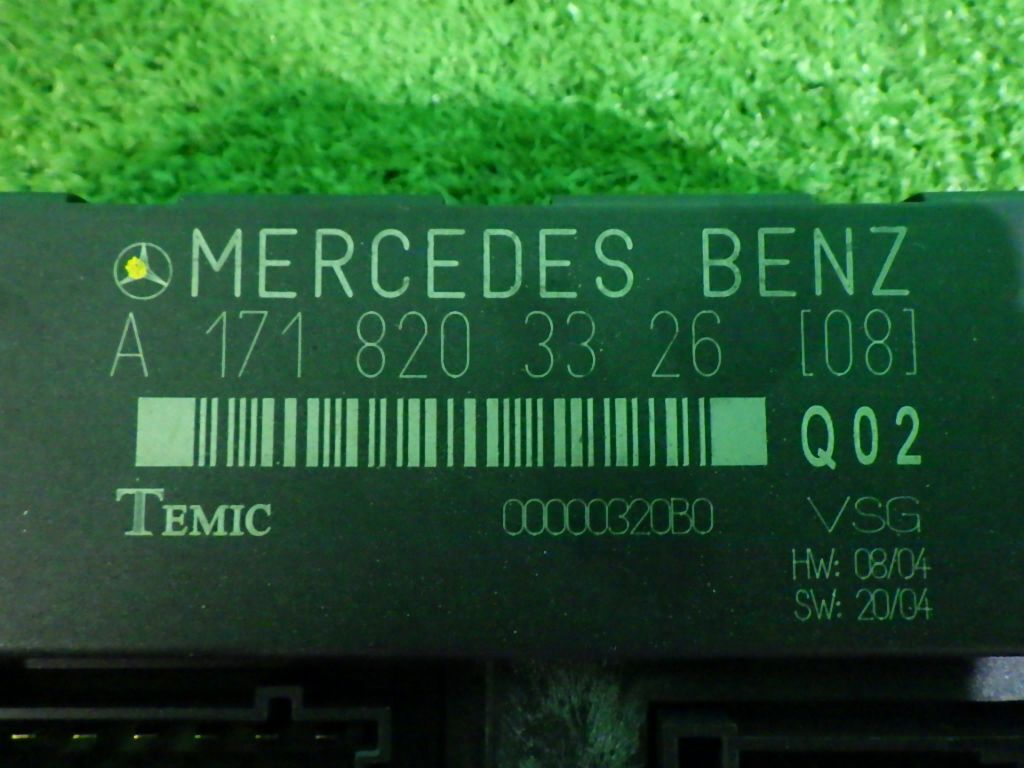 MERCEDES BENZ
A 171 820 33 26 [08]
Q02
TEMIC 00000320B0 VSG
HW: 08/04
SW: 20/04